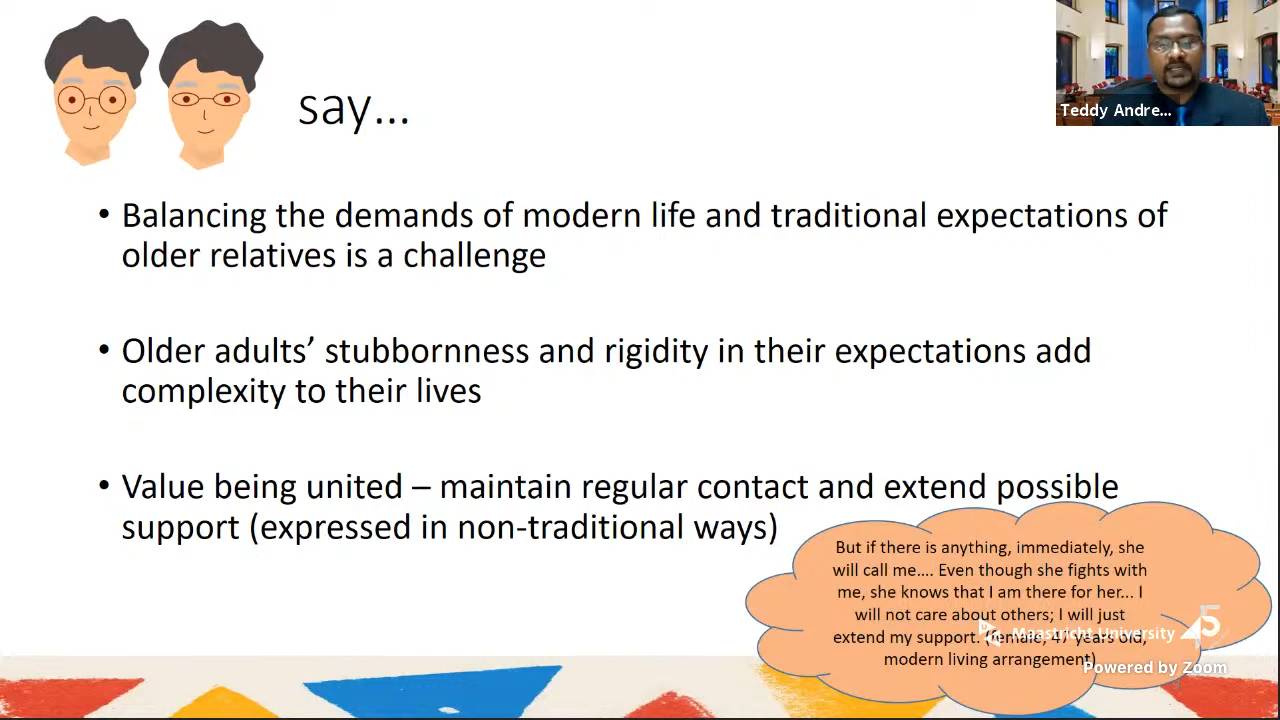 say...
Teddy Andre...
• Balancing the demands of modern life and traditional expectations of
older relatives is a challenge
• Older adults’ stubbornness and rigidity in their expectations add
complexity to their lives
• Value being united – maintain regular contact and extend possible
support (expressed in non-traditional ways)
But if there is anything, immediately, she
will call me.... Even though she fights with
me, she knows that I am there for her... I
will not care about others; I will just
extend my support. (female, 47 years old,
modern living arrangement)
Maastricht University
45
Powered by Zoom